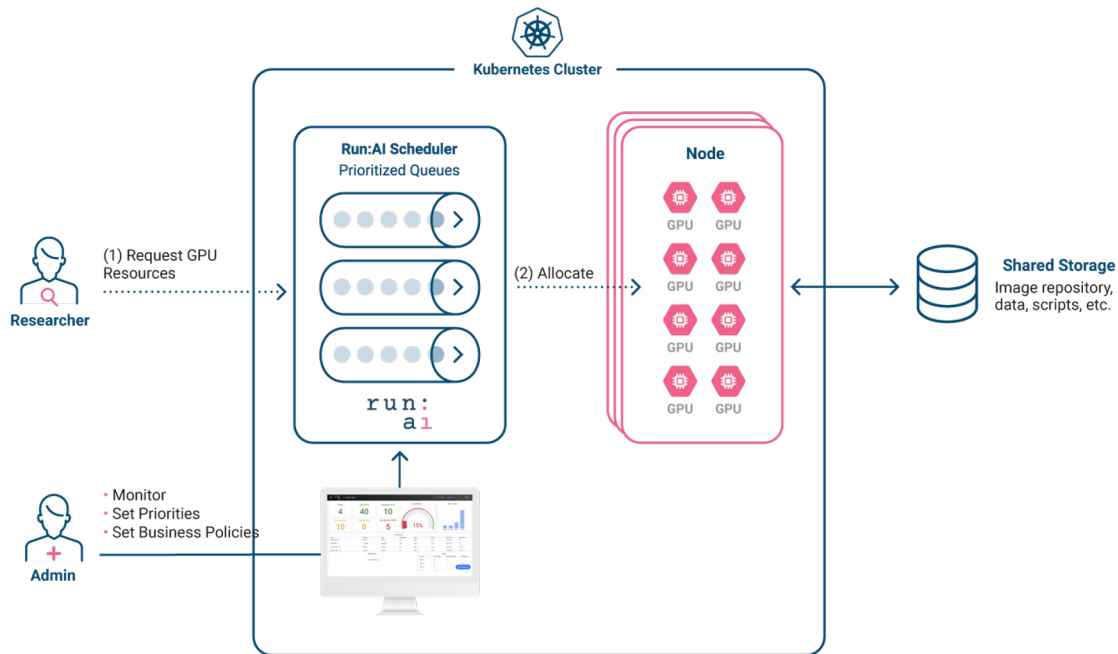 Kubernetes Cluster
Run:AI Scheduler
Prioritized Queues
Node
GPU GPU
GPU GPU
GPU GPU
GPU GPU
(1) Request GPU
Resources
Researcher
(2) Allocate
Shared Storage
Image repository,
data, scripts, etc.
run:
ai
• Monitor
• Set Priorities
• Set Business Policies
Admin
4 40 10
10 0 5
15%